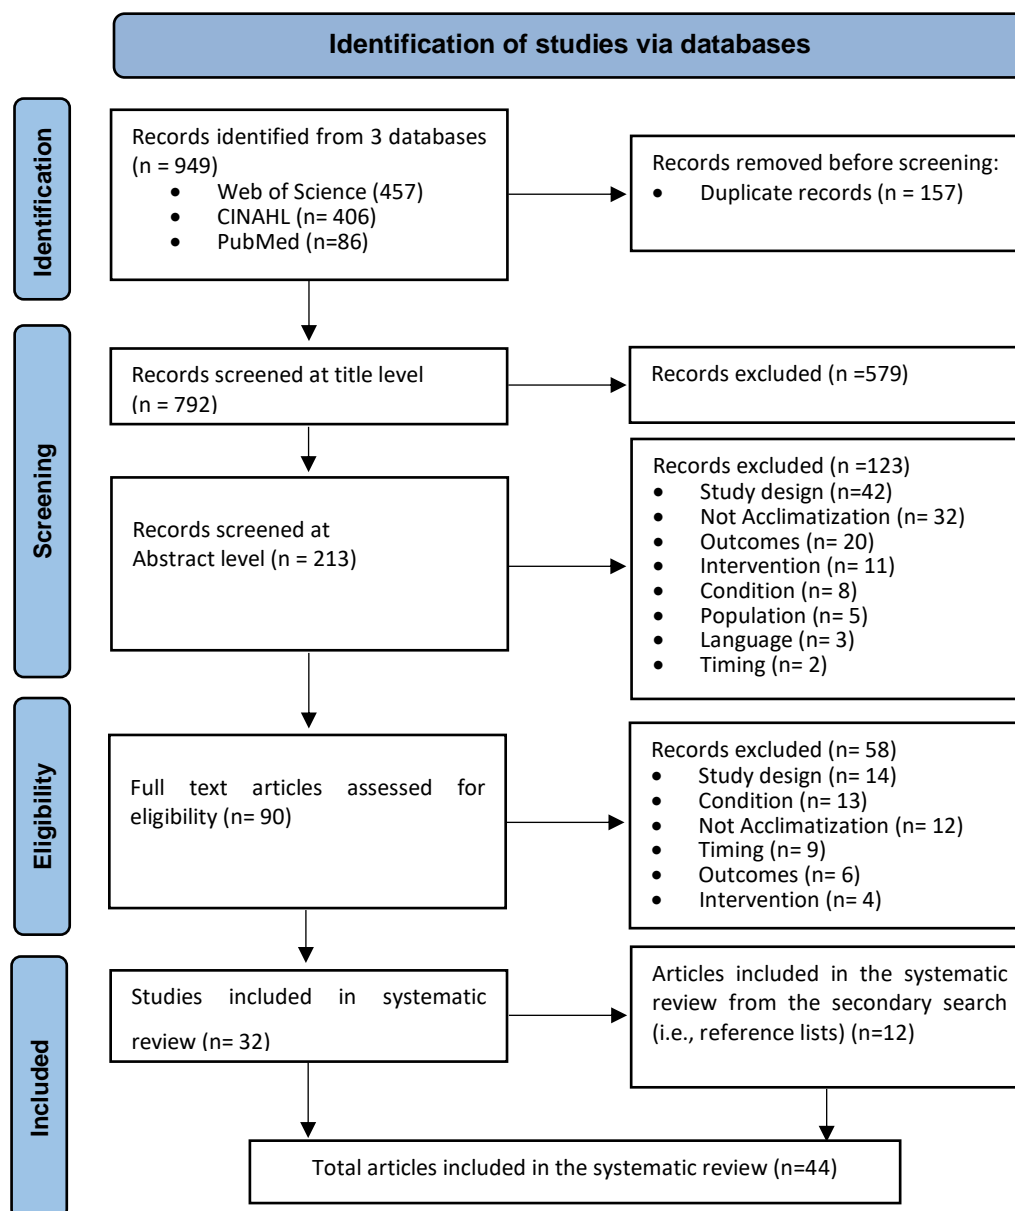 Identification of studies via databases
Identification
Records identified from 3 databases
(n = 949)
• Web of Science (457)
• CINAHL (n= 406)
• PubMed (n=86)
Records removed before screening:
• Duplicate records (n = 157)
Screening
Records screened at title level
(n = 792)
Records excluded (n =579)
Records screened at
Abstract level (n = 213)
Records excluded (n =123)
• Study design (n=42)
• Not Acclimatization (n= 32)
• Outcomes (n= 20)
• Intervention (n= 11)
• Condition (n= 8)
• Population (n= 5)
• Language (n= 3)
• Timing (n= 2)
Eligibility
Full text articles assessed for
eligibility (n= 90)
Records excluded (n= 58)
• Study design (n= 14)
• Condition (n= 13)
• Not Acclimatization (n= 12)
• Timing (n= 9)
• Outcomes (n= 6)
• Intervention (n= 4)
Included
Studies included in systematic
review (n= 32)
Articles included in the systematic
review from the secondary search
(i.e., reference lists) (n=12)
Total articles included in the systematic review (n=44)